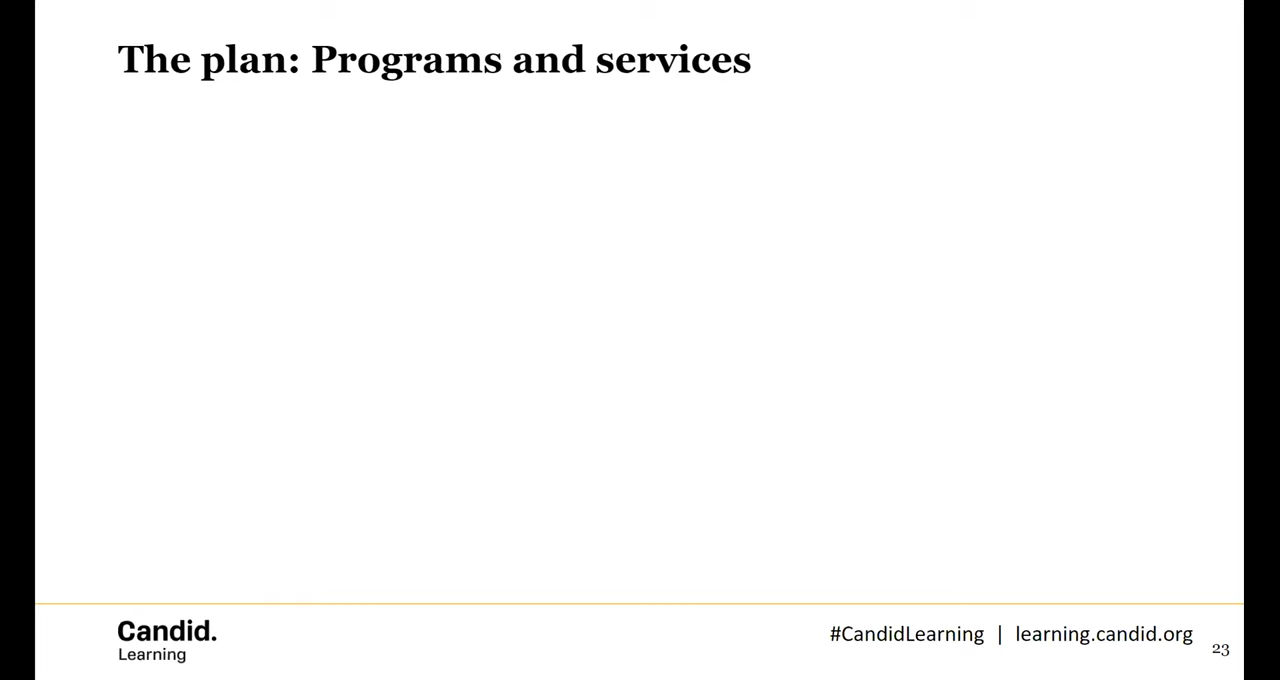 The plan: Programs and services
Candid.
Learning
#CandidLearning | learning.candid.org
23